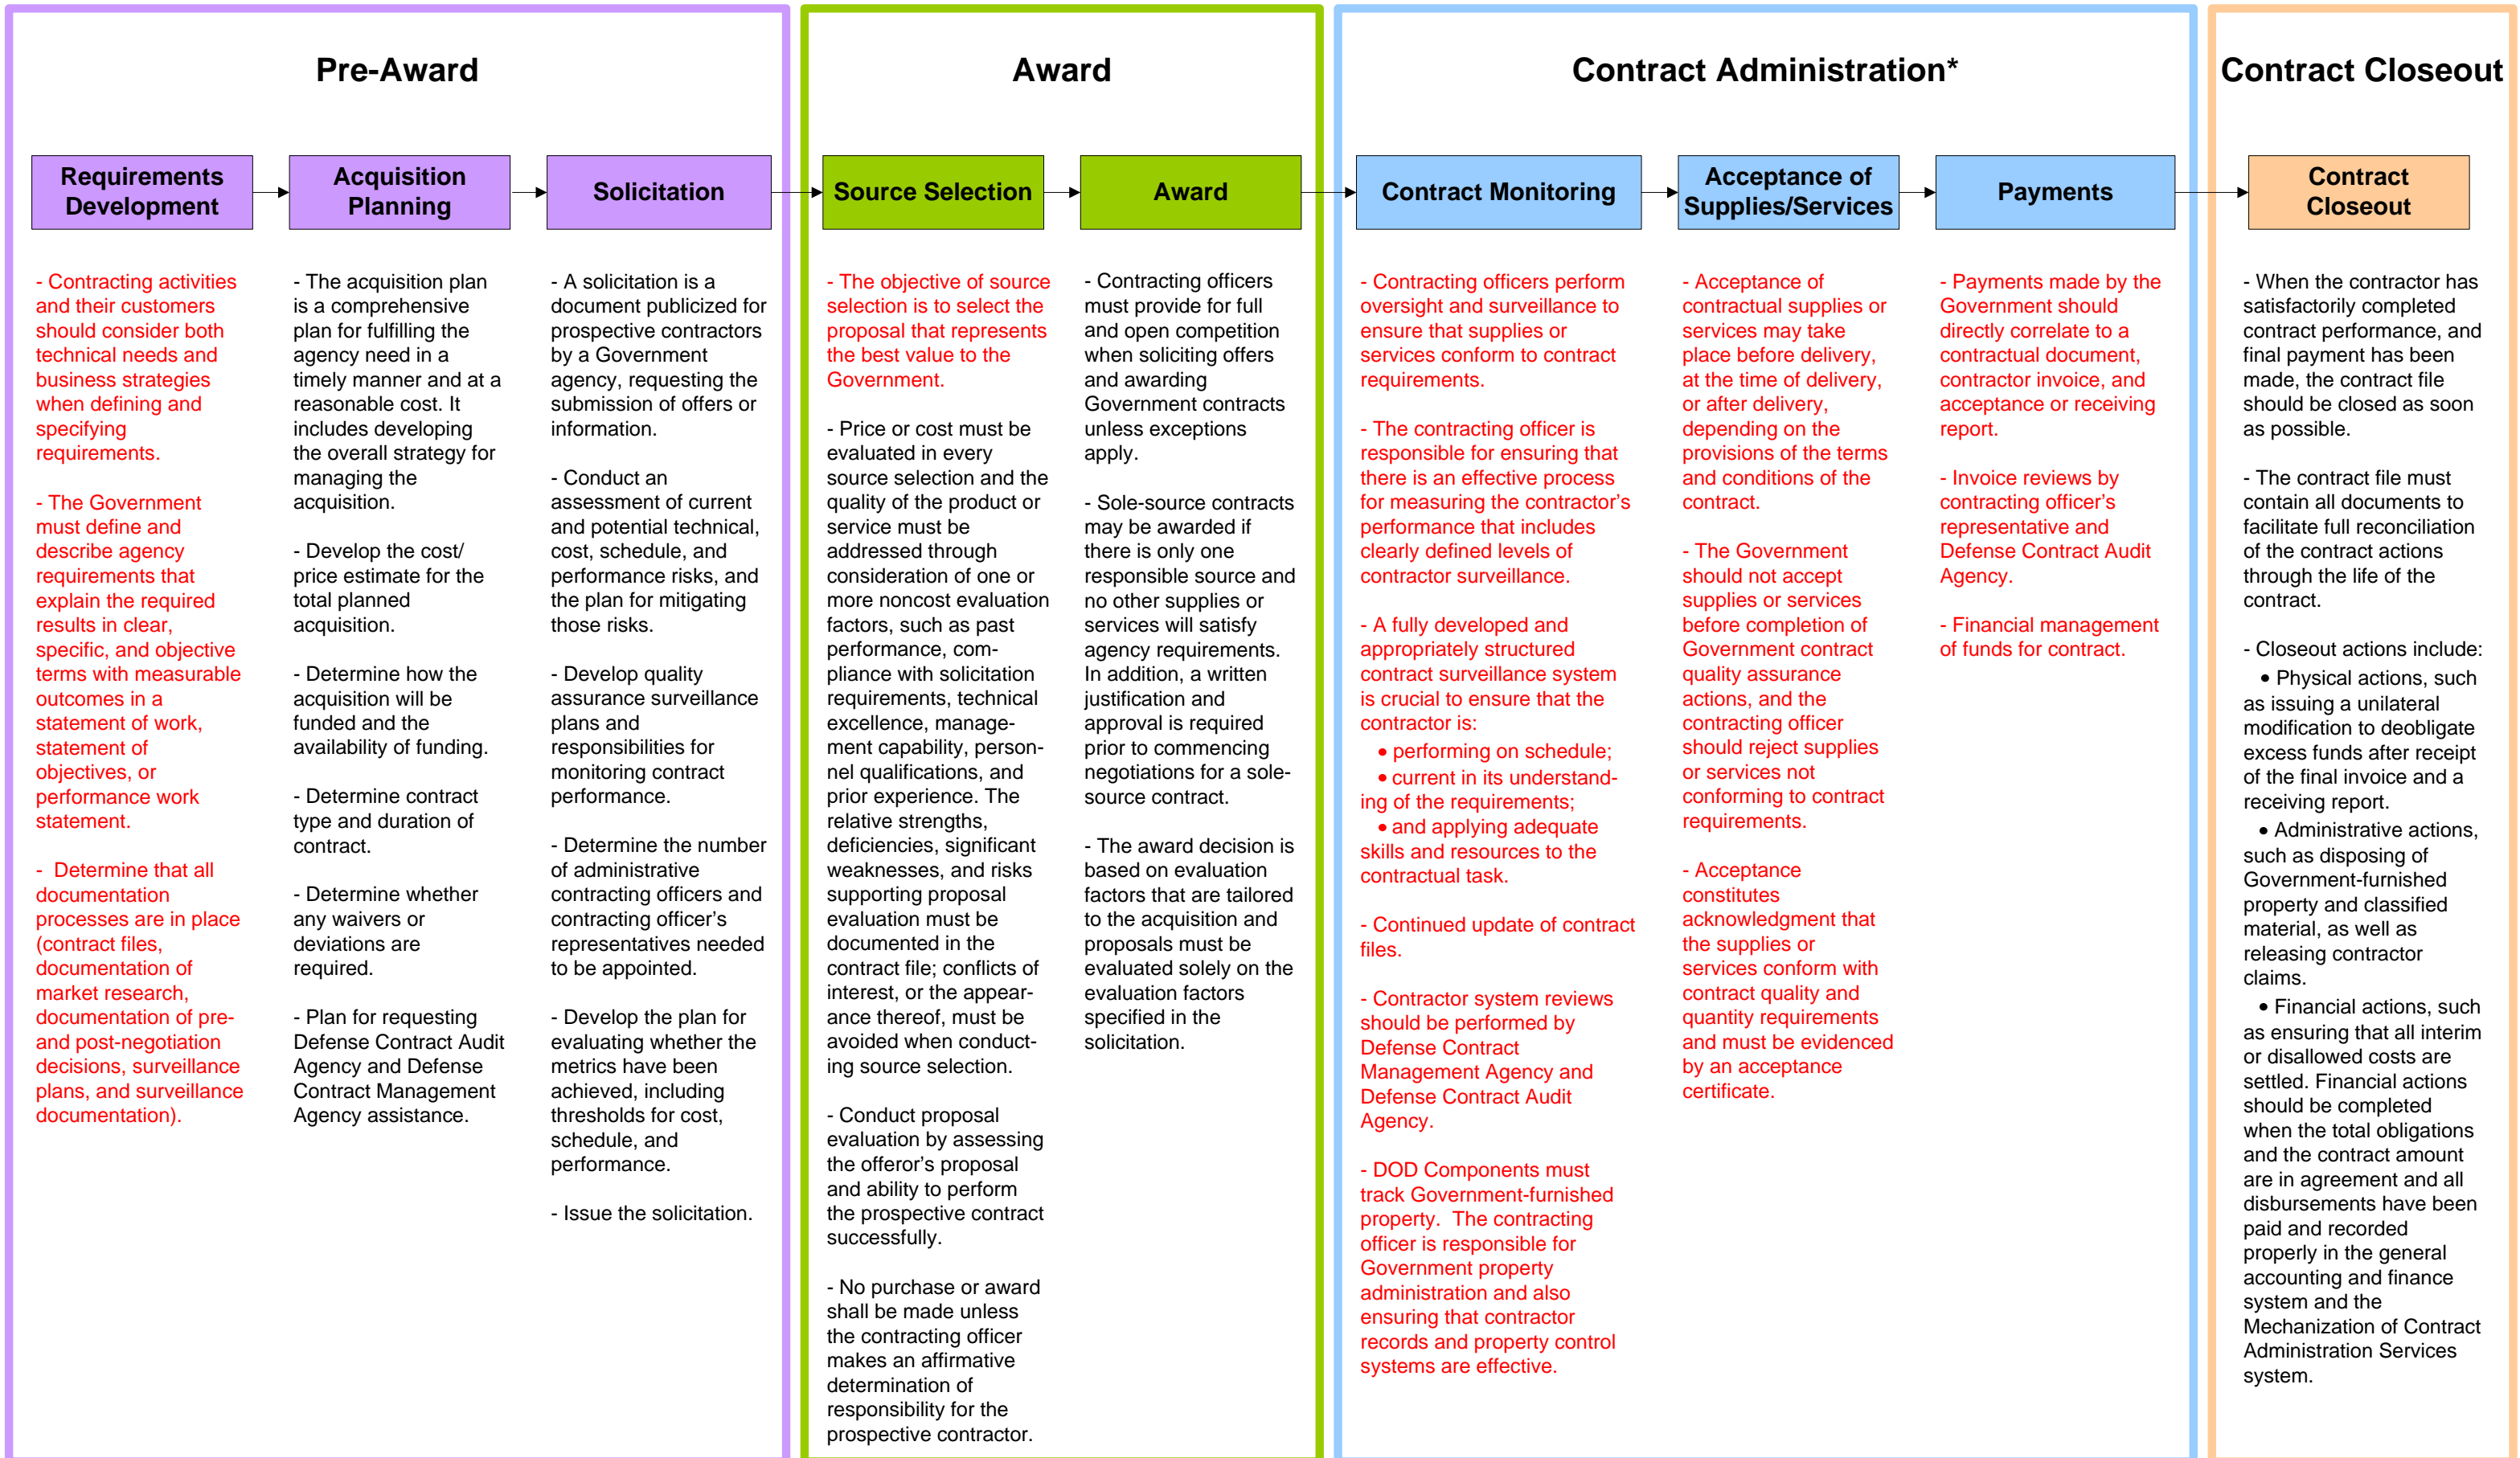 Pre-Award
Requirements
Development
- Contracting activities
and their customers
should consider both
technical needs and
business strategies
when defining and
specifying
requirements.
- The Government
must define and
describe agency
requirements that
explain the required
results in clear,
specific, and objective
terms with measurable
outcomes in a
statement of work,
statement of
objectives, or
performance work
statement.
- Determine that all
documentation
processes are in place
(contract files,
documentation of
market research,
documentation of pre-
and post-negotiation
decisions, surveillance
plans, and surveillance
documentation).
Acquisition
Planning
- The acquisition plan
is a comprehensive
plan for fulfilling the
agency need in a
timely manner and at a
reasonable cost. It
includes developing
the overall strategy for
managing the
acquisition.
- Develop the cost/
price estimate for the
total planned
acquisition.
- Determine how the
acquisition will be
funded and the
availability of funding.
- Determine contract
type and duration of
contract.
- Determine whether
any waivers or
deviations are
required.
- Plan for requesting
Defense Contract Audit
Agency and Defense
Contract Management
Agency assistance.
Solicitation
- A solicitation is a
document publicized for
prospective contractors
by a Government
agency, requesting the
submission of offers or
information.
- Conduct an
assessment of current
and potential technical,
cost, schedule, and
performance risks, and
the plan for mitigating
those risks.
- Develop quality
assurance surveillance
plans and
responsibilities for
monitoring contract
performance.
- Determine the number
of administrative
contracting officers and
contracting officer's
representatives needed
to be appointed.
- Develop the plan for
evaluating whether the
metrics have been
achieved, including
thresholds for cost,
schedule, and
performance.
- Issue the solicitation.
Award
Source Selection
- The objective of source
selection is to select the
proposal that represents
the best value to the
Government.
- Price or cost must be
evaluated in every
source selection and the
quality of the product or
service must be
addressed through
consideration of one or
more noncost evaluation
factors, such as past
performance, com-
pliance with solicitation
requirements, technical
excellence, manage-
ment capability, person-
nel qualifications, and
prior experience. The
relative strengths,
deficiencies, significant
weaknesses, and risks
supporting proposal
evaluation must be
documented in the
contract file; conflicts of
interest, or the appear-
ance thereof, must be
avoided when conduct-
ing source selection.
- Conduct proposal
evaluation by assessing
the offeror's proposal
and ability to perform
the prospective contract
successfully.
- No purchase or award
shall be made unless
the contracting officer
makes an affirmative
determination of
responsibility for the
prospective contractor.
Award
- Contracting officers
must provide for full
and open competition
when soliciting offers
and awarding
Government contracts
unless exceptions
apply.
- Sole-source contracts
may be awarded if
there is only one
responsible source and
no other supplies or
services will satisfy
agency requirements.
In addition, a written
justification and
approval is required
prior to commencing
negotiations for a sole-
source contract.
- The award decision is
based on evaluation
factors that are tailored
to the acquisition and
proposals must be
evaluated solely on the
evaluation factors
specified in the
solicitation.
Contract Administration*
Contract Monitoring
- Contracting officers perform
oversight and surveillance to
ensure that supplies or
services conform to contract
requirements.
- The contracting officer is
responsible for ensuring that
there is an effective process
for measuring the contractor's
performance that includes
clearly defined levels of
contractor surveillance.
- A fully developed and
appropriately structured
contract surveillance system
is crucial to ensure that the
contractor is:
• performing on schedule;
• current in its understand-
ing of the requirements;
• and applying adequate
skills and resources to the
contractual task.
- Continued update of contract
files.
- Contractor system reviews
should be performed by
Defense Contract
Management Agency and
Defense Contract Audit
Agency.
- DOD Components must
track Government-furnished
property. The contracting
officer is responsible for
Government property
administration and also
ensuring that contractor
records and property control
systems are effective.
Acceptance of
Supplies/Services
- Acceptance of
contractual supplies or
services may take
place before delivery,
at the time of delivery,
or after delivery,
depending on the
provisions of the terms
and conditions of the
contract.
- The Government
should not accept
supplies or services
before completion of
Government contract
quality assurance
actions, and the
contracting officer
should reject supplies
or services not
conforming to contract
requirements.
- Acceptance
constitutes
acknowledgment that
the supplies or
services conform with
contract quality and
quantity requirements
and must be evidenced
by an acceptance
certificate.
Payments
- Payments made by the
Government should
directly correlate to a
contractual document,
contractor invoice, and
acceptance or receiving
report.
- Invoice reviews by
contracting officer's
representative and
Defense Contract Audit
Agency.
- Financial management
of funds for contract.
Contract Closeout
Contract
Closeout
- When the contractor has
satisfactorily completed
contract performance, and
final payment has been
made, the contract file
should be closed as soon
as possible.
- The contract file must
contain all documents to
facilitate full reconciliation
of the contract actions
through the life of the
contract.
- Closeout actions include:
• Physical actions, such
as issuing a unilateral
modification to deobligate
excess funds after receipt
of the final invoice and a
receiving report.
• Administrative actions,
such as disposing of
Government-furnished
property and classified
material, as well as
releasing contractor
claims.
• Financial actions, such
as ensuring that all interim
or disallowed costs are
settled. Financial actions
should be completed
when the total obligations
and the contract amount
are in agreement and all
disbursements have been
paid and recorded
properly in the general
accounting and finance
system and the
Mechanization of Contract
Administration Services
system.